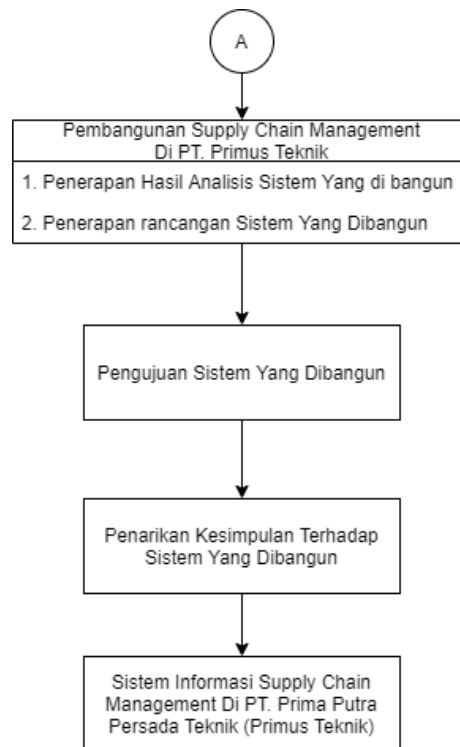 A
Pembangunan Supply Chain Management
Di PT. Primus Teknik
1. Penerapan Hasil Analisis Sistem Yang di bangun
2. Penerapan rancangan Sistem Yang Dibangun
Pengujuan Sistem Yang Dibangun
Penarikan Kesimpulan Terhadap
Sistem Yang Dibangun
Sistem Informasi Supply Chain
Management Di PT. Prima Putra
Persada Teknik (Primus Teknik)